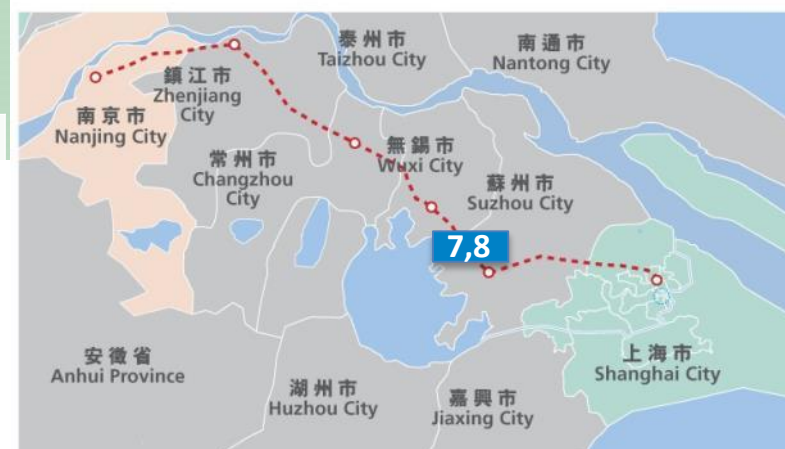 泰州市
Taizhou City
南通市
Nantong City
鎮江市
Zhenjiang
City
南京市
Nanjing City
無錫市
Wuxi City
常州市
Changzhou
City
蘇州市
Suzhou City
7,8
安徽省
Anhui Province
上海市
Shanghai City
湖州市
Huzhou City
嘉興市
Jiaxing City